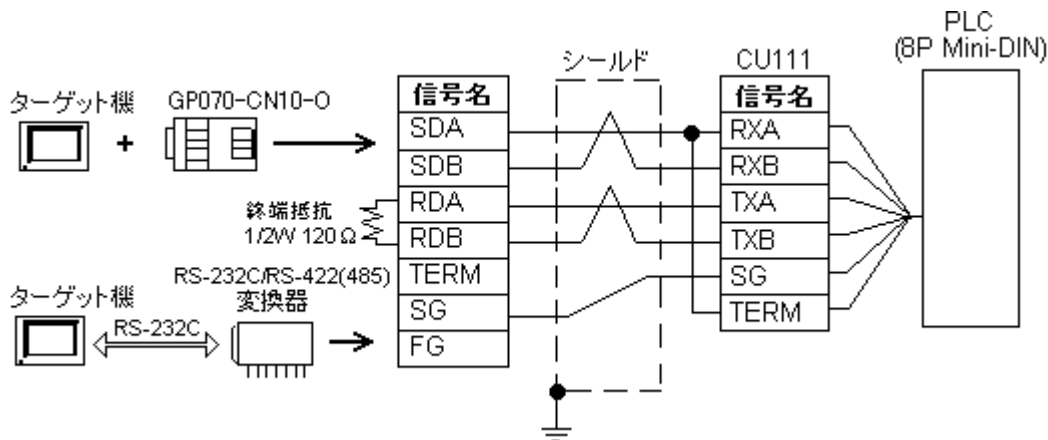 PLC
(8P Mini-DIN)
シールド
CU111
ターゲット機
GP070-CN10-O
+
信号名
SDA
SDB
RDA
RDB
TERM
SG
FG
終端抵抗
1/2W 120Ω
信号名
RXA
RXB
TXA
TXB
SG
TERM
ターゲット機
RS-232C
RS-232C/RS-422(485)
変換器